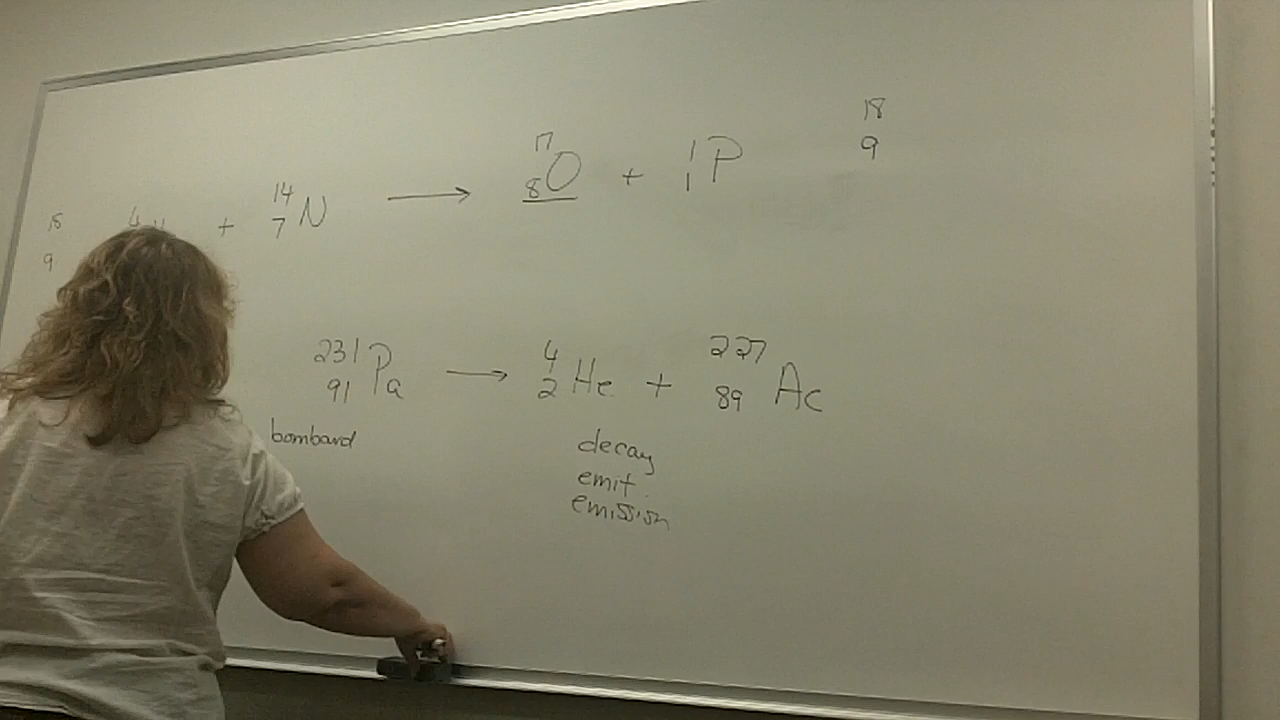 18
9
4
+ 14 7 N → 17 8 O + 1 1 P
18
9
231 91 Pa → 4 2 He + 227 89 Ac
bombard
decay
emit
emission